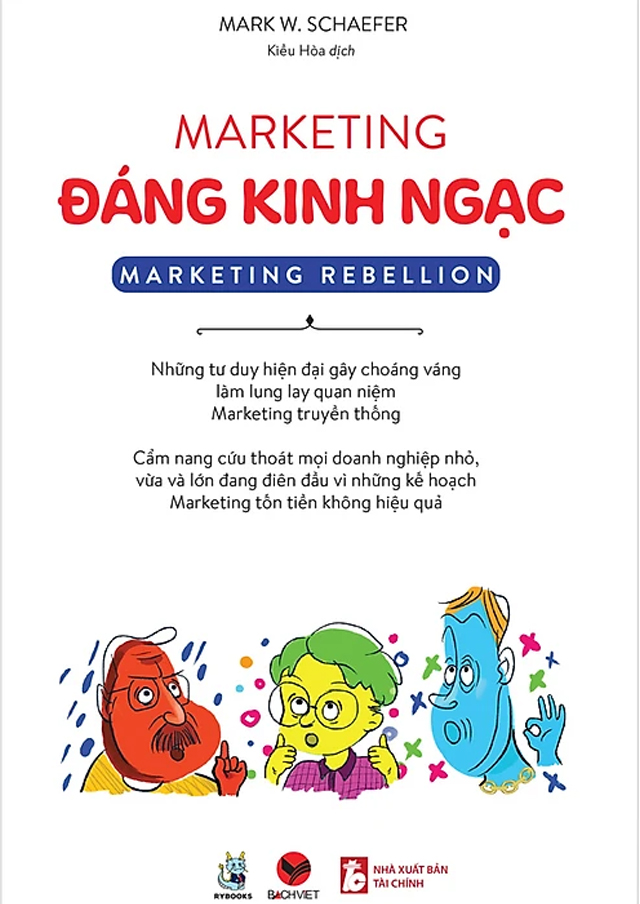 MARK W. SCHAEFER
Kiều Hòa dịch
MARKETING
ĐÁNG KINH NGẠC
MARKETING REBELLION
Những tư duy hiện đại gây choáng váng
làm lung lay quan niệm
Marketing truyền thống
Cẩm nang cứu thoát mọi doanh nghiệp nhỏ,
vừa và lớn đang điên đầu vì những kế hoạch
Marketing tốn tiền không hiệu quả
RYBOOKS
BACHVIET
tc NHÀ XUẤT BẢN
TÀI CHÍNH